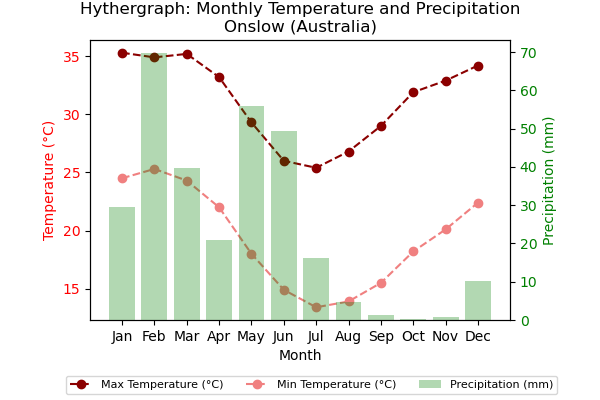 Hythergraph: Monthly Temperature and Precipitation
Onslow (Australia)
35
30
25
20
15
Temperature (°C)
70
60
50
40
30
20
10
0
Precipitation (mm)
Jan Feb Mar Apr May Jun Jul Aug Sep Oct Nov Dec
Month
Max Temperature (°C) Min Temperature (°C) Precipitation (mm)